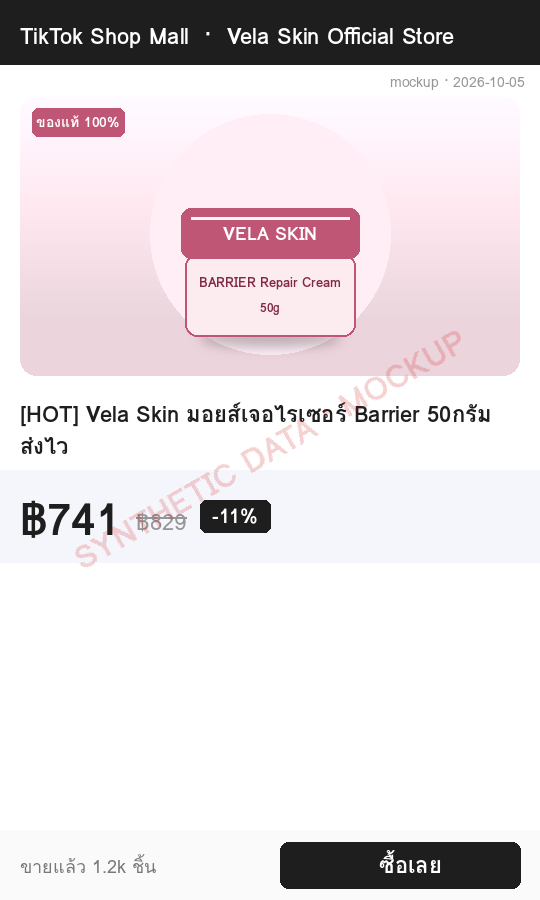 TikTok Shop Mall · Vela Skin Official Store
mockup · 2026-10-05
ของแท้ 100%
VELA SKIN
BARRIER Repair Cream
50g
[HOT] Vela Skin มอยส์เจอไรเซอร์ Barrier 50กรัม
ส่งไว
฿741 ฿829 -11%
SYNTHETIC DATA · MOCKUP
ขายแล้ว 1.2k ชิ้น
ซื้อเลย